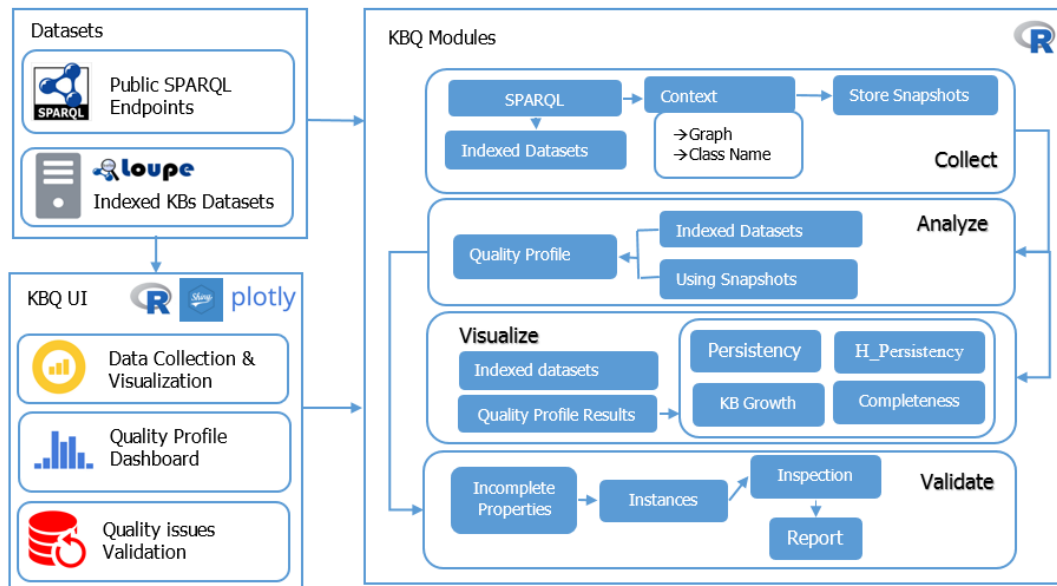 Datasets
SPARQL
Public SPARQL
Endpoints
Loupe
Indexed KBs Datasets
KBQ UI
R
Shiny
plotly
Data Collection &
Visualization
Quality Profile
Dashboard
Quality issues
Validation
KBQ Modules
R
SPARQL
Context
Store Snapshots
Indexed Datasets
→Graph
→Class Name
Collect
Analyze
Quality Profile
Indexed Datasets
Using Snapshots
Visualize
Indexed datasets
Quality Profile Results
Persistency
H_Persistency
KB Growth
Completeness
Validate
Incomplete
Properties
Instances
Inspection
Report